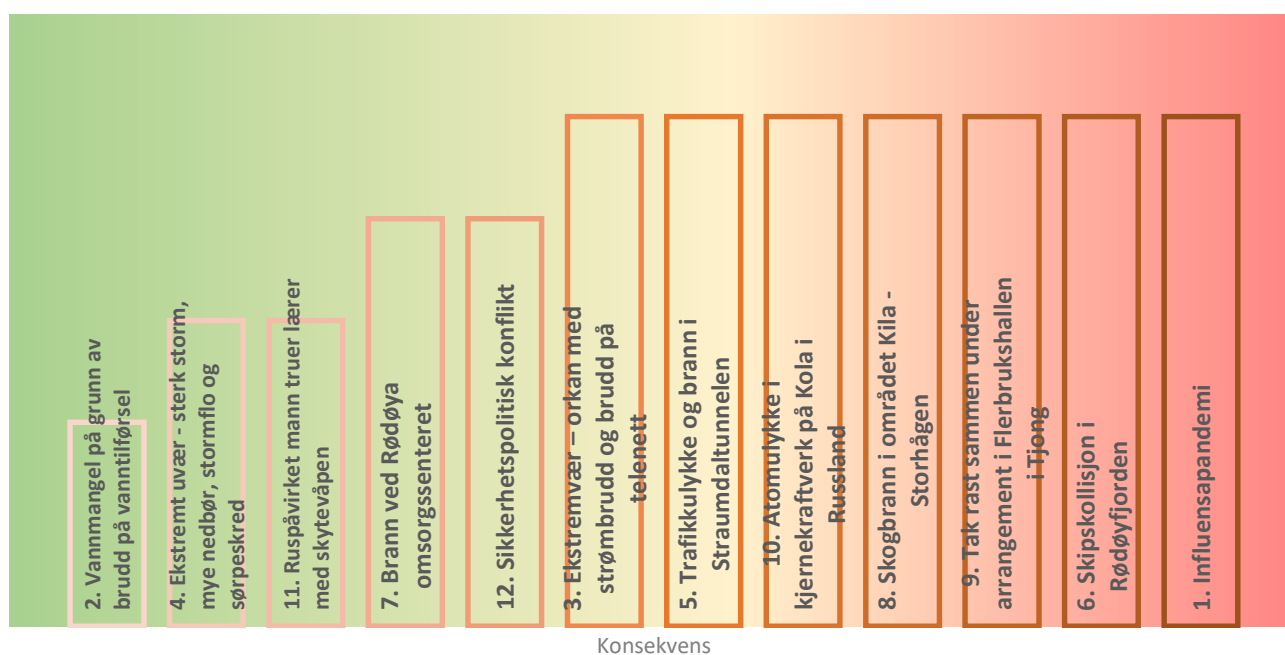 2. Vannmangel på grunn av
brudd på vanntilførsel
4. Ekstremt uvær - sterk storm,
mye nedbør, stormflo og
sørpeskred
11. Ruspåvirket mann truer lærer
med skytevåpen
7. Brann ved Rødøya
omsorgssenteret
12. Sikkerhetspolitisk konflikt
3. Ekstremvær – orkan med
strømbrudd og brudd på
telenett
5. Trafikkulykke og brann i
Straumdaltunnelen
10. Atomulykke i
kjernekraftverk på Kola i
Russland
8. Skogbrann i området Kila -
Storhågen
9. Tak rast sammen under
arrangement i Flerbrukshallen
i Tjong
6. Skipskollisjon i
Rødøyfjorden
1. Influensapandemi
Konsekvens